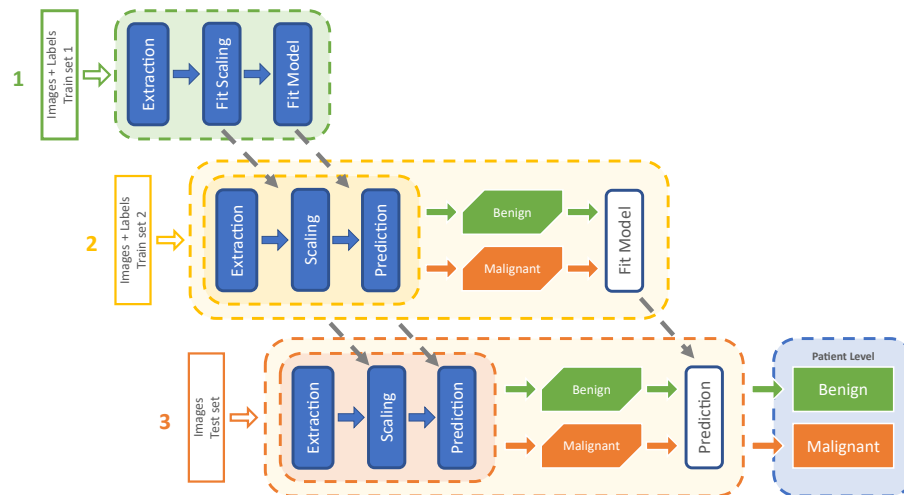 1
Images + Labels
Train set 1
Extraction
Fit Scaling
Fit Model
2
Images + Labels
Train set 2
Extraction
Scaling
Prediction
Benign
Malignant
Fit Model
3
Images
Test set
Extraction
Scaling
Prediction
Benign
Malignant
Prediction
Patient Level
Benign
Malignant